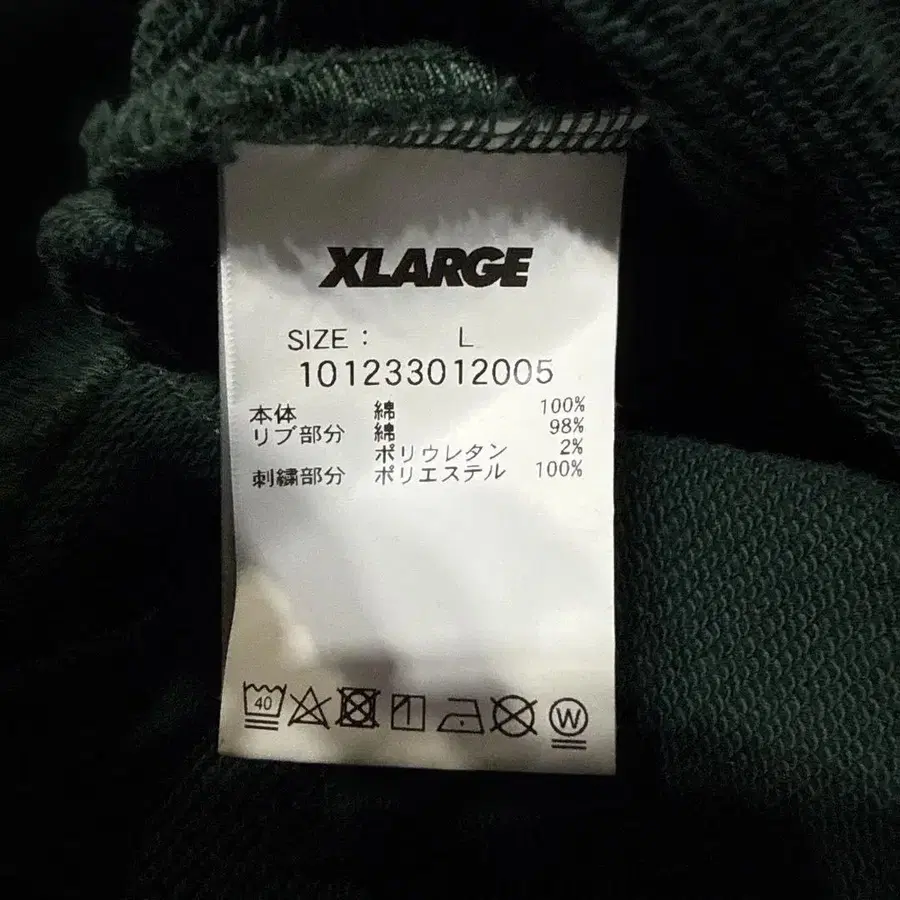 XLARGE
SIZE : L
101233012005
本体 綿 100%
リブ部分 綿 98%
ポリウレタン 2%
刺繍部分 ポリエステル 100%
40
W